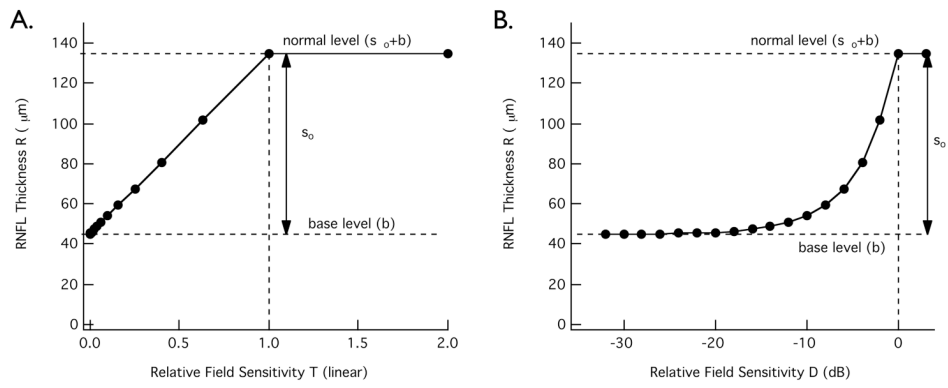 A.
140
120
100
80
60
40
20
0
RNFL Thickness R ( μm)
normal level (s o+b)
so
base level (b)
0.0 0.5 1.0 1.5 2.0
Relative Field Sensitivity T (linear)
B.
140
120
100
80
60
40
20
0
RNFL Thickness R ( μm)
normal level (s o+b)
so
base level (b)
-30 -20 -10 0
Relative Field Sensitivity D (dB)